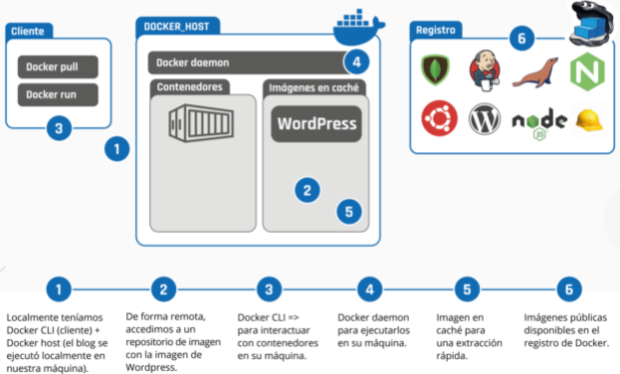 Cliente
Docker pull
Docker run
3
1
DOCKER_HOST
Docker daemon
4
Contenedores
Imágenes en caché
WordPress
2
5
Registro
6
node
JS
1
2
3
4
5
6
Localmente teníamos
Docker CLI (cliente) +
Docker host (el blog se
ejecutó localmente en
nuestra máquina).
De forma remota,
accedimos a un
repositorio de imagen
con la imagen de
Wordpress.
Docker CLI =>
para interactuar
con contenedores
en su máquina.
Docker daemon
para ejecutarlos
en su máquina.
Imagen en
caché para
una extracción
rápida.
Imágenes públicas
disponibles en el
registro de Docker.